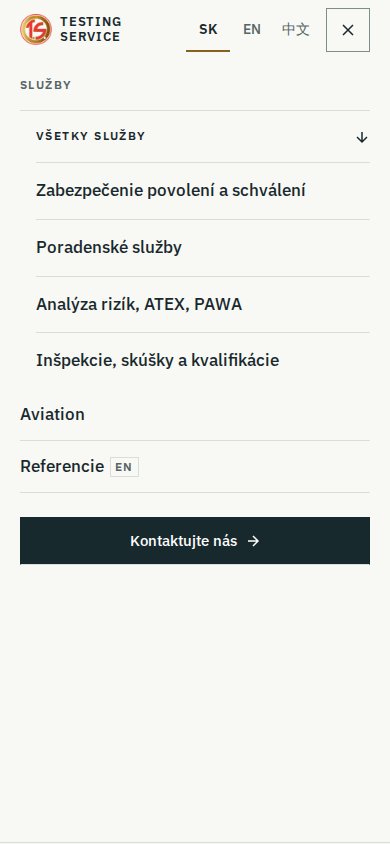 TESTING
SERVICE
SK
EN
中文
SLUŽBY
VŠETKY SLUŽBY
Zabezpečenie povolení a schválení
Poradenské služby
Analýza rizík, ATEX, PAWA
Inšpekcie, skúšky a kvalifikácie
Aviation
Referencie EN
Kontaktujte nás